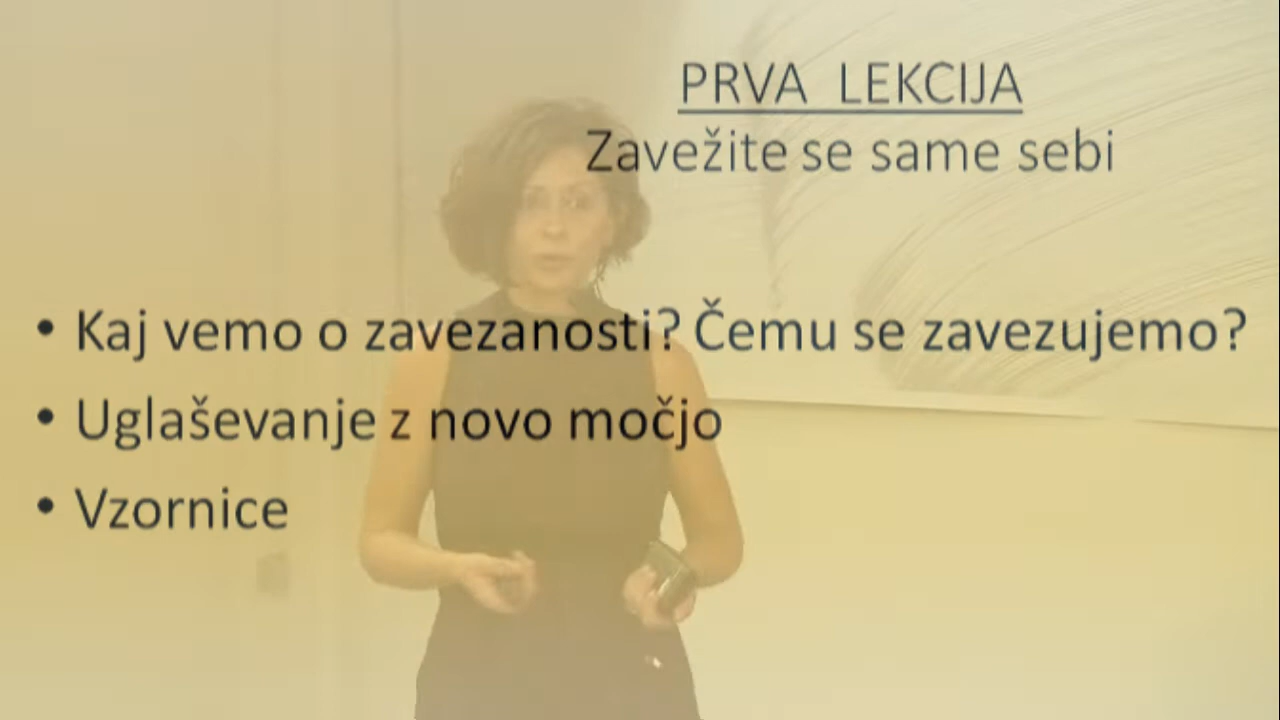 PRVA LEKCIJA
Zavežite se same sebi
• Kaj vemo o zavezanosti? Čemu se zavezujemo?
• Uglaševanje z novo močjo
• Vzornice